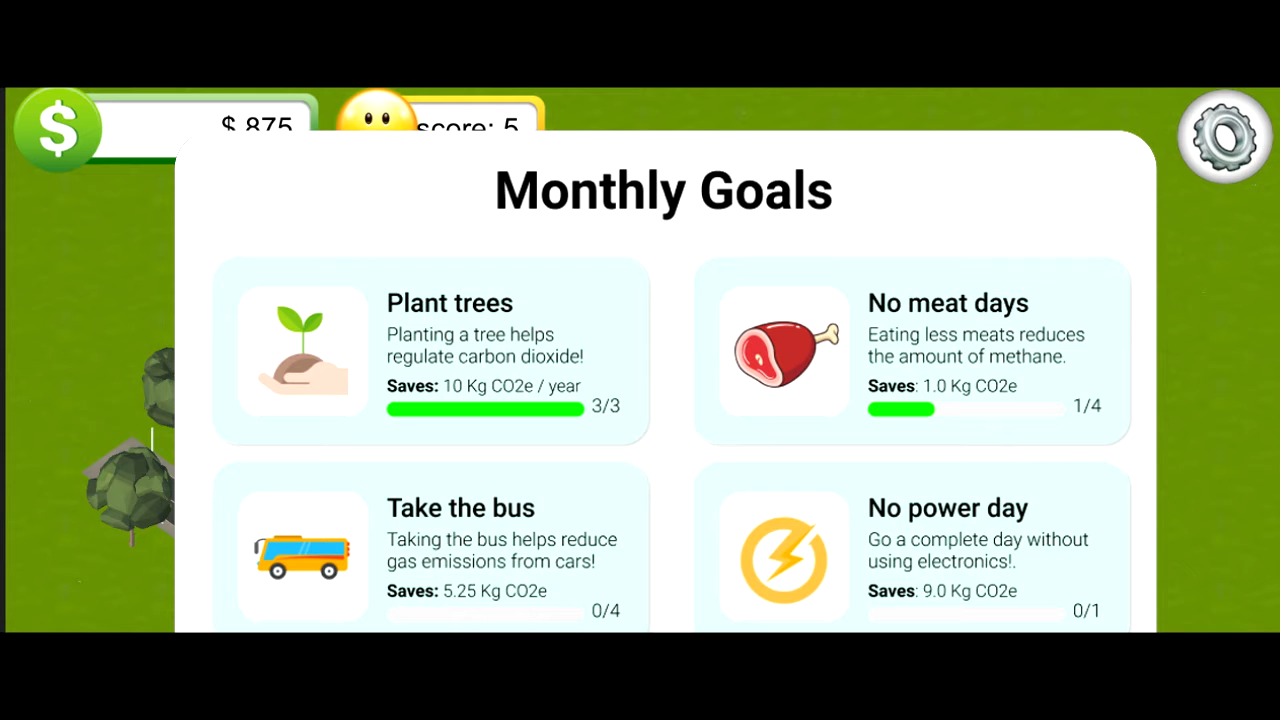 $
$ 875
score: 5
Monthly Goals
Plant trees
Planting a tree helps
regulate carbon dioxide!
Saves: 10 Kg CO2e / year
3/3
No meat days
Eating less meats reduces
the amount of methane.
Saves: 1.0 Kg CO2e
1/4
Take the bus
Taking the bus helps reduce
gas emissions from cars!
Saves: 5.25 Kg CO2e
0/4
No power day
Go a complete day without
using electronics!.
Saves: 9.0 Kg CO2e
0/1